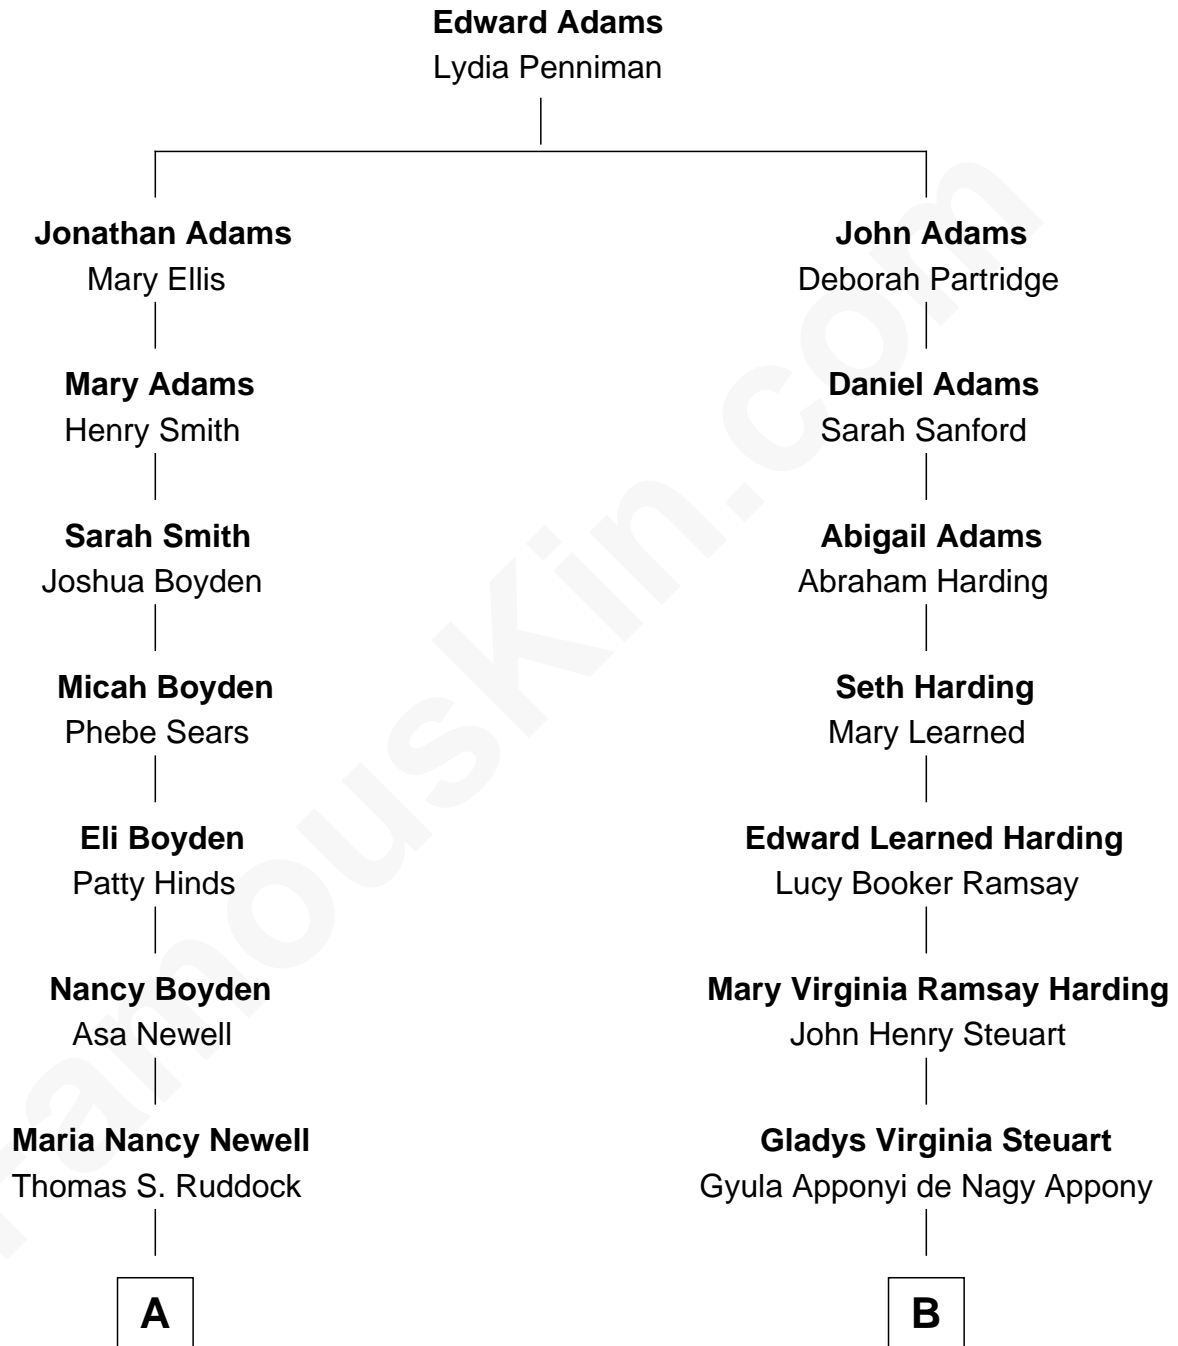 Edward Adams
Lydia Penniman
Jonathan Adams
Mary Ellis
John Adams
Deborah Partridge
Mary Adams
Henry Smith
Daniel Adams
Sarah Sanford
Sarah Smith
Joshua Boyden
Abigail Adams
Abraham Harding
Micah Boyden
Phebe Sears
Seth Harding
Mary Learned
Eli Boyden
Patty Hinds
Edward Learned Harding
Lucy Booker Ramsay
Nancy Boyden
Asa Newell
Mary Virginia Ramsay Harding
John Henry Steuart
Maria Nancy Newell
Thomas S. Ruddock
Gladys Virginia Steuart
Gyula Apponyi de Nagy Appony
A
B
FamousKin.com